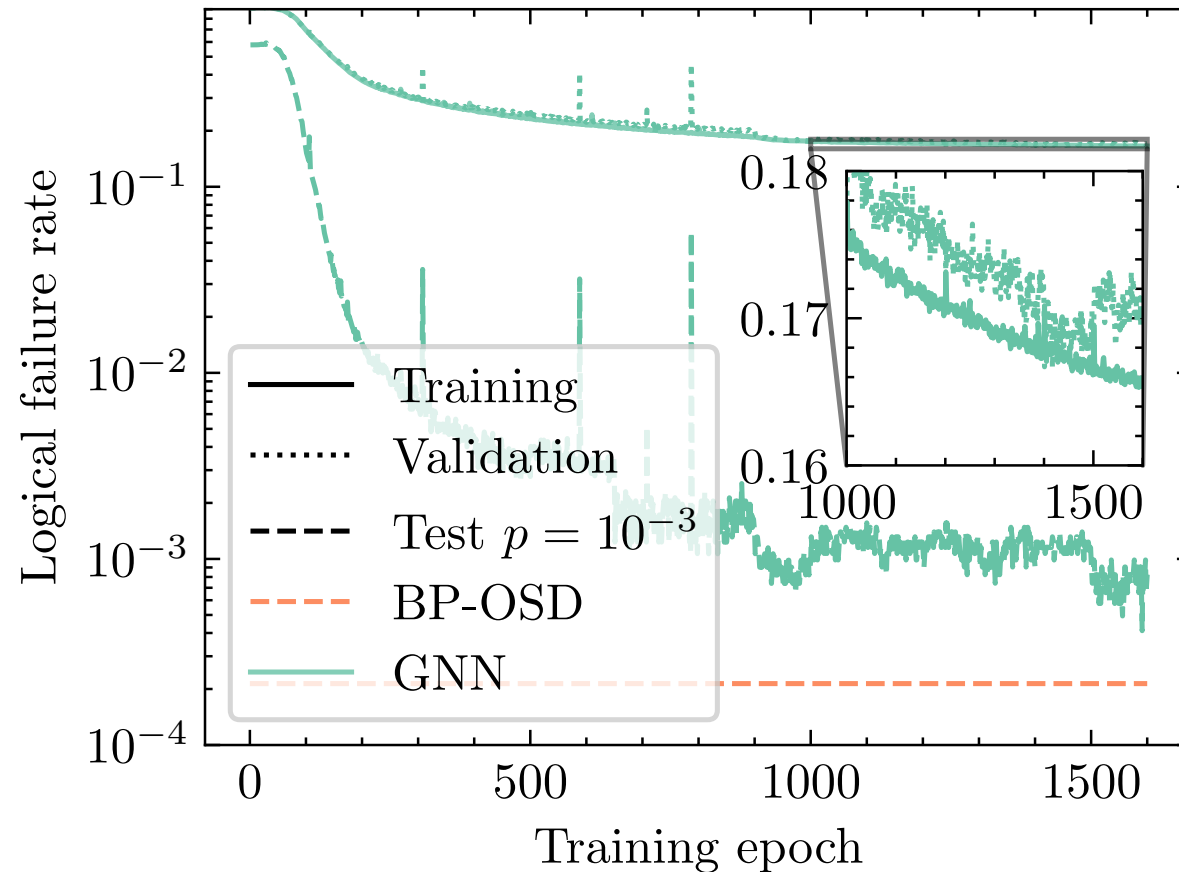 Logical failure rate
10⁻¹
10⁻²
10⁻³
10⁻⁴
Training
Validation
Test p = 10⁻³
BP-OSD
GNN
0.18
0.17
0.16
1000 1500
0 500 1000 1500
Training epoch